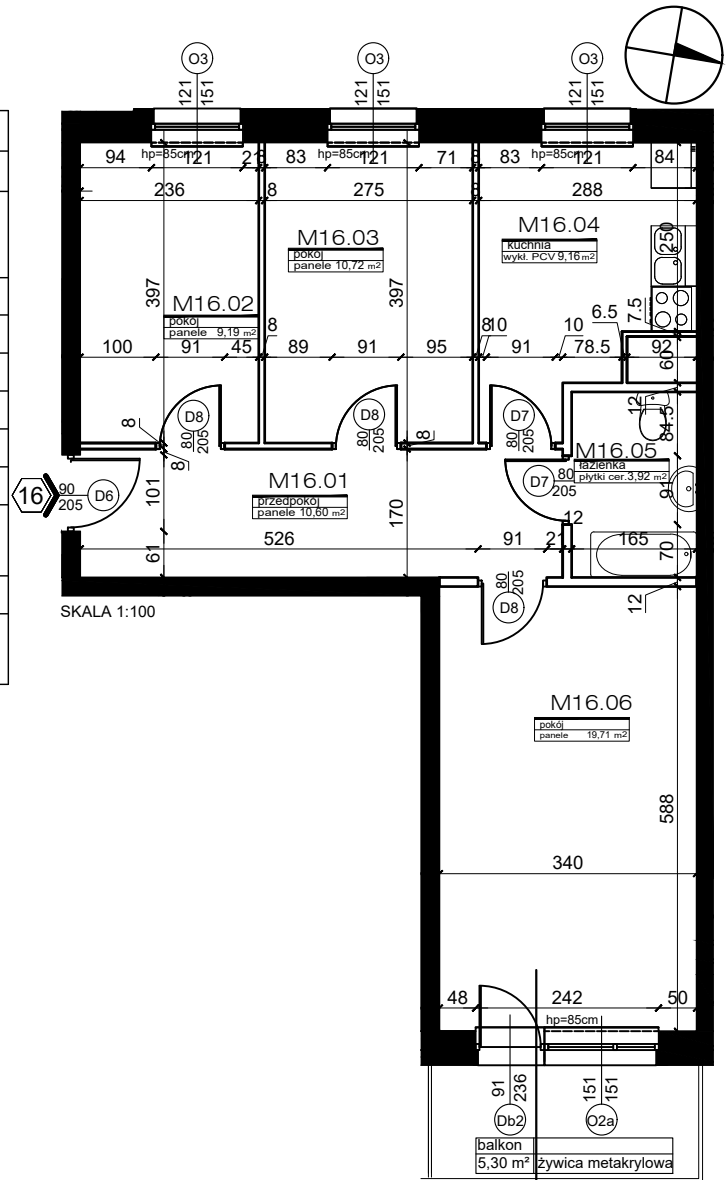 O3
O3
O3
121
151
121
151
121
151
94
hp=85cm
121
21
8
83
hp=85cm
121
71
8
83
hp=85cm
121
84
236
8
275
288
M16.04
kuchnia
wykł. PCV 9,16 m²
250
M16.03
pokój
panele 10,72 m²
397
397
M16.02
pokój
panele 9,19 m²
6.5
7.5
8
8
10
10
100
91
45
89
91
95
91
78.5
92
60
12
84.5
D8
80
205
D8
80
205
D7
80
205
8
8
8
M16.05
łazienka
płytki cer. 3,92 m²
91
16
90
205
D6
101
M16.01
przedpokój
panele 10,60 m²
170
D7
80
205
12
61
526
91
21
165
70
SKALA 1:100
80
205
D8
12
M16.06
pokój
panele 19,71 m²
588
340
48
242
50
hp=85cm
91
236
151
151
Db2
O2a
balkon
5,30 m² żywica metakrylowa